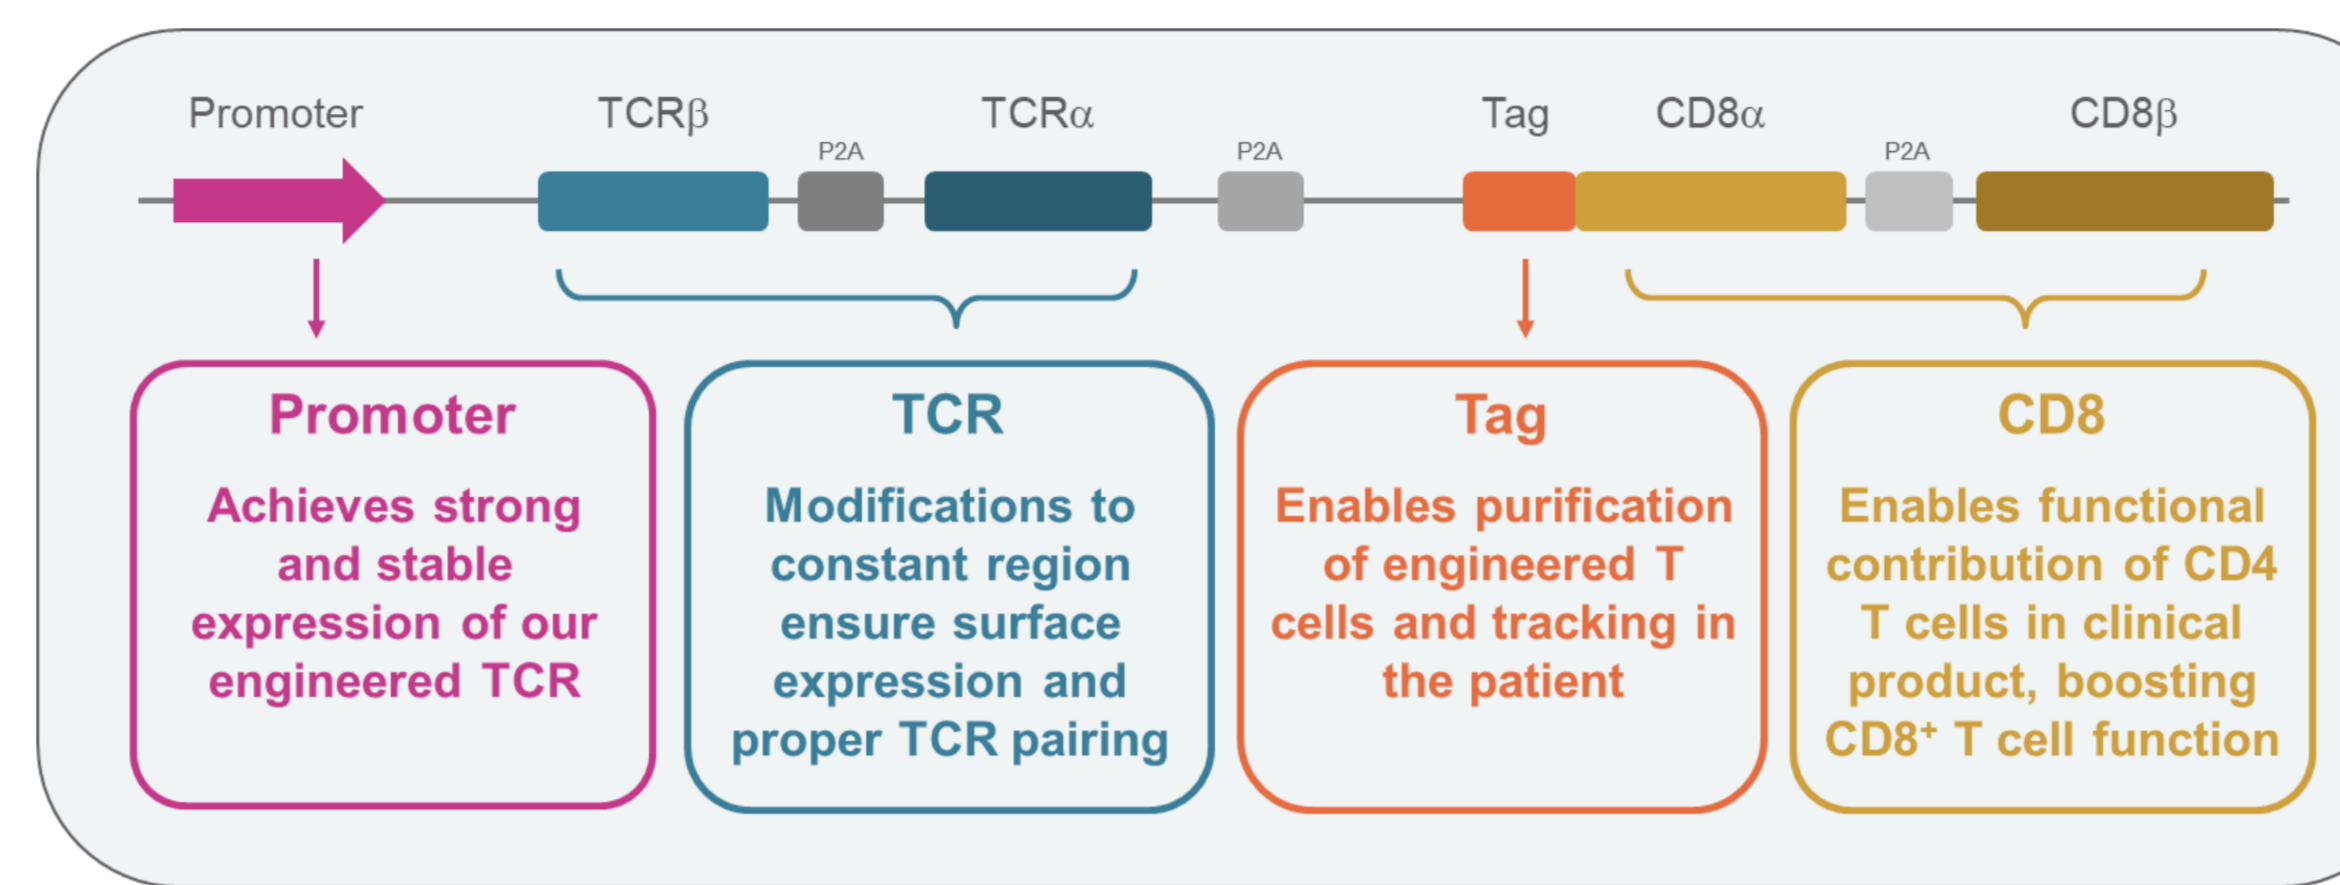 Promoter
TCRβ
P2A
TCRα
P2A
Tag
CD8α
P2A
CD8β
Promoter
Achieves strong
and stable
expression of our
engineered TCR
TCR
Modifications to
constant region
ensure surface
expression and
proper TCR pairing
Tag
Enables purification
of engineered T
cells and tracking in
the patient
CD8
Enables functional
contribution of CD4
T cells in clinical
product, boosting
CD8⁺ T cell function